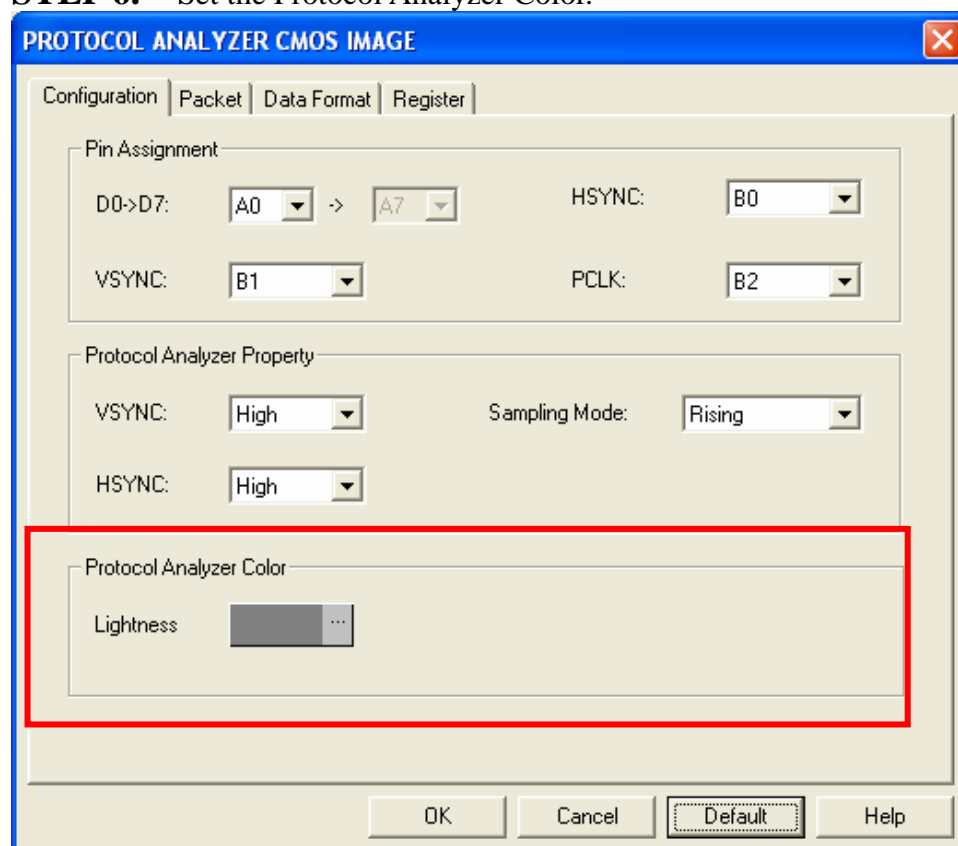 STEP 6. Set the Protocol Analyzer Color.
PROTOCOL ANALYZER CMOS IMAGE
Configuration Packet Data Format Register
Pin Assignment
D0->D7: A0 -> A7 HSYNC: B0
VSYNC: B1 PCLK: B2
Protocol Analyzer Property
VSYNC: High Sampling Mode: Rising
HSYNC: High
Protocol Analyzer Color
Lightness ...
OK Cancel Default Help